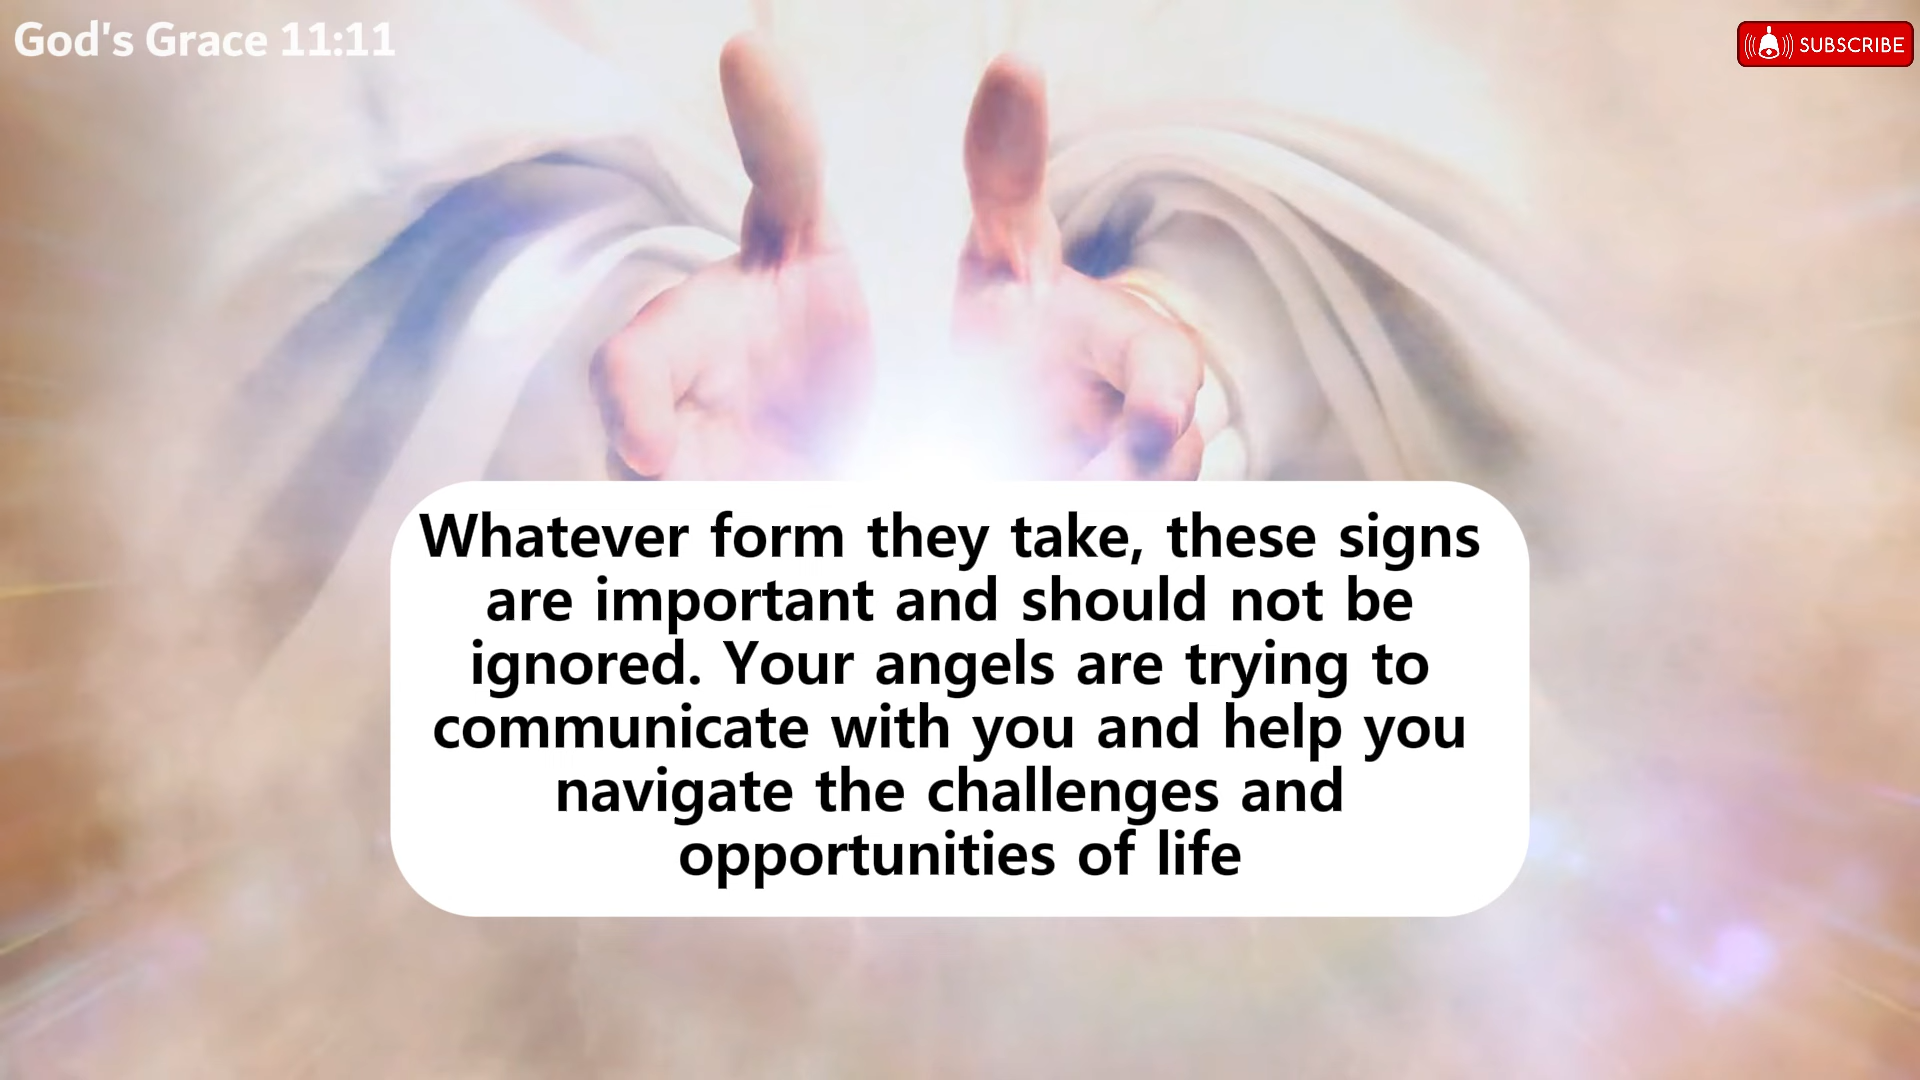 God's Grace 11:11
SUBSCRIBE
Whatever form they take, these signs
are important and should not be
ignored. Your angels are trying to
communicate with you and help you
navigate the challenges and
opportunities of life